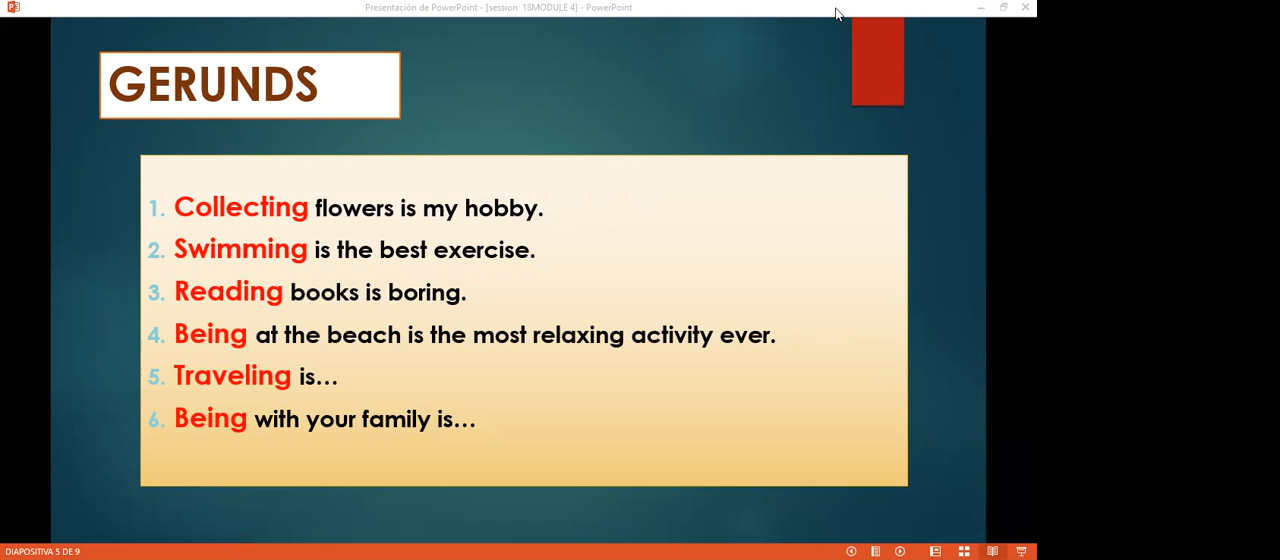 Presentación de PowerPoint - [session 18MODULE 4] - PowerPoint
GERUNDS
1. Collecting flowers is my hobby.
2. Swimming is the best exercise.
3. Reading books is boring.
4. Being at the beach is the most relaxing activity ever.
5. Traveling is...
6. Being with your family is...
DIAPOSITIVA 5 DE 9